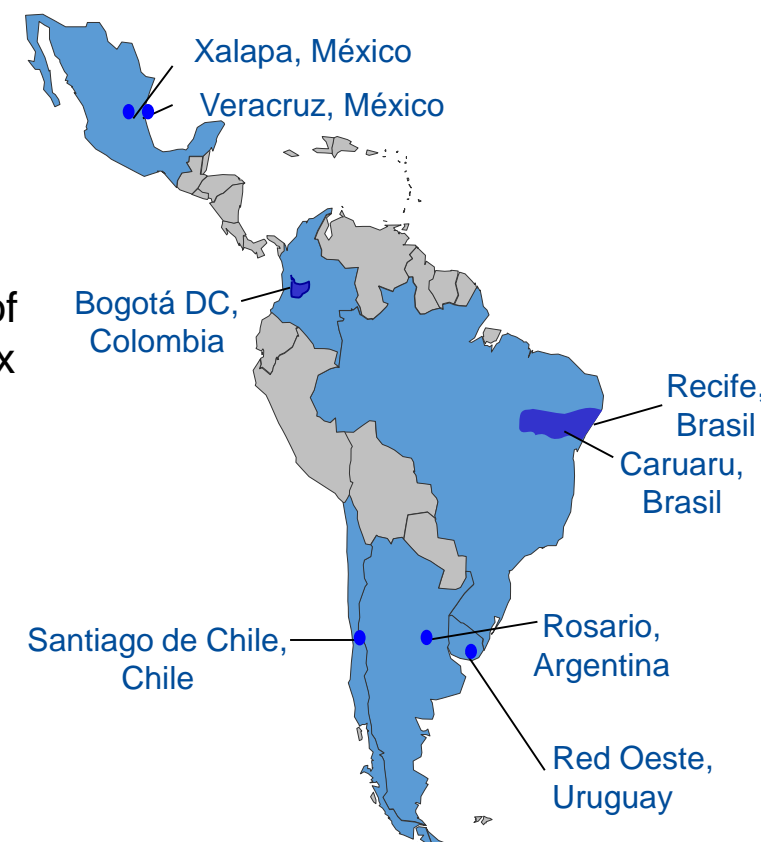 Xalapa, México
Veracruz, México
of
x
Bogotá DC,
Colombia
Recife,
Brasil
Caruaru,
Brasil
Santiago de Chile,
Chile
Rosario,
Argentina
Red Oeste,
Uruguay